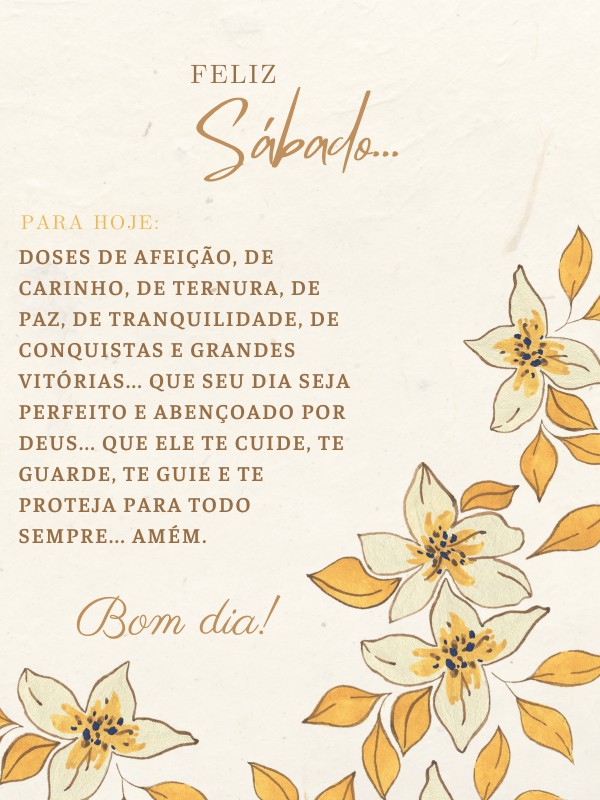 FELIZ
Sábado...
PARA HOJE:
DOSES DE AFEIÇÃO, DE
CARINHO, DE TERNURA, DE
PAZ, DE TRANQUILIDADE, DE
CONQUISTAS E GRANDES
VITÓRIAS... QUE SEU DIA SEJA
PERFEITO E ABENÇOADO POR
DEUS... QUE ELE TE CUIDE, TE
GUARDE, TE GUIE E TE
PROTEJA PARA TODO
SEMPRE... AMÉM.
Bom dia!